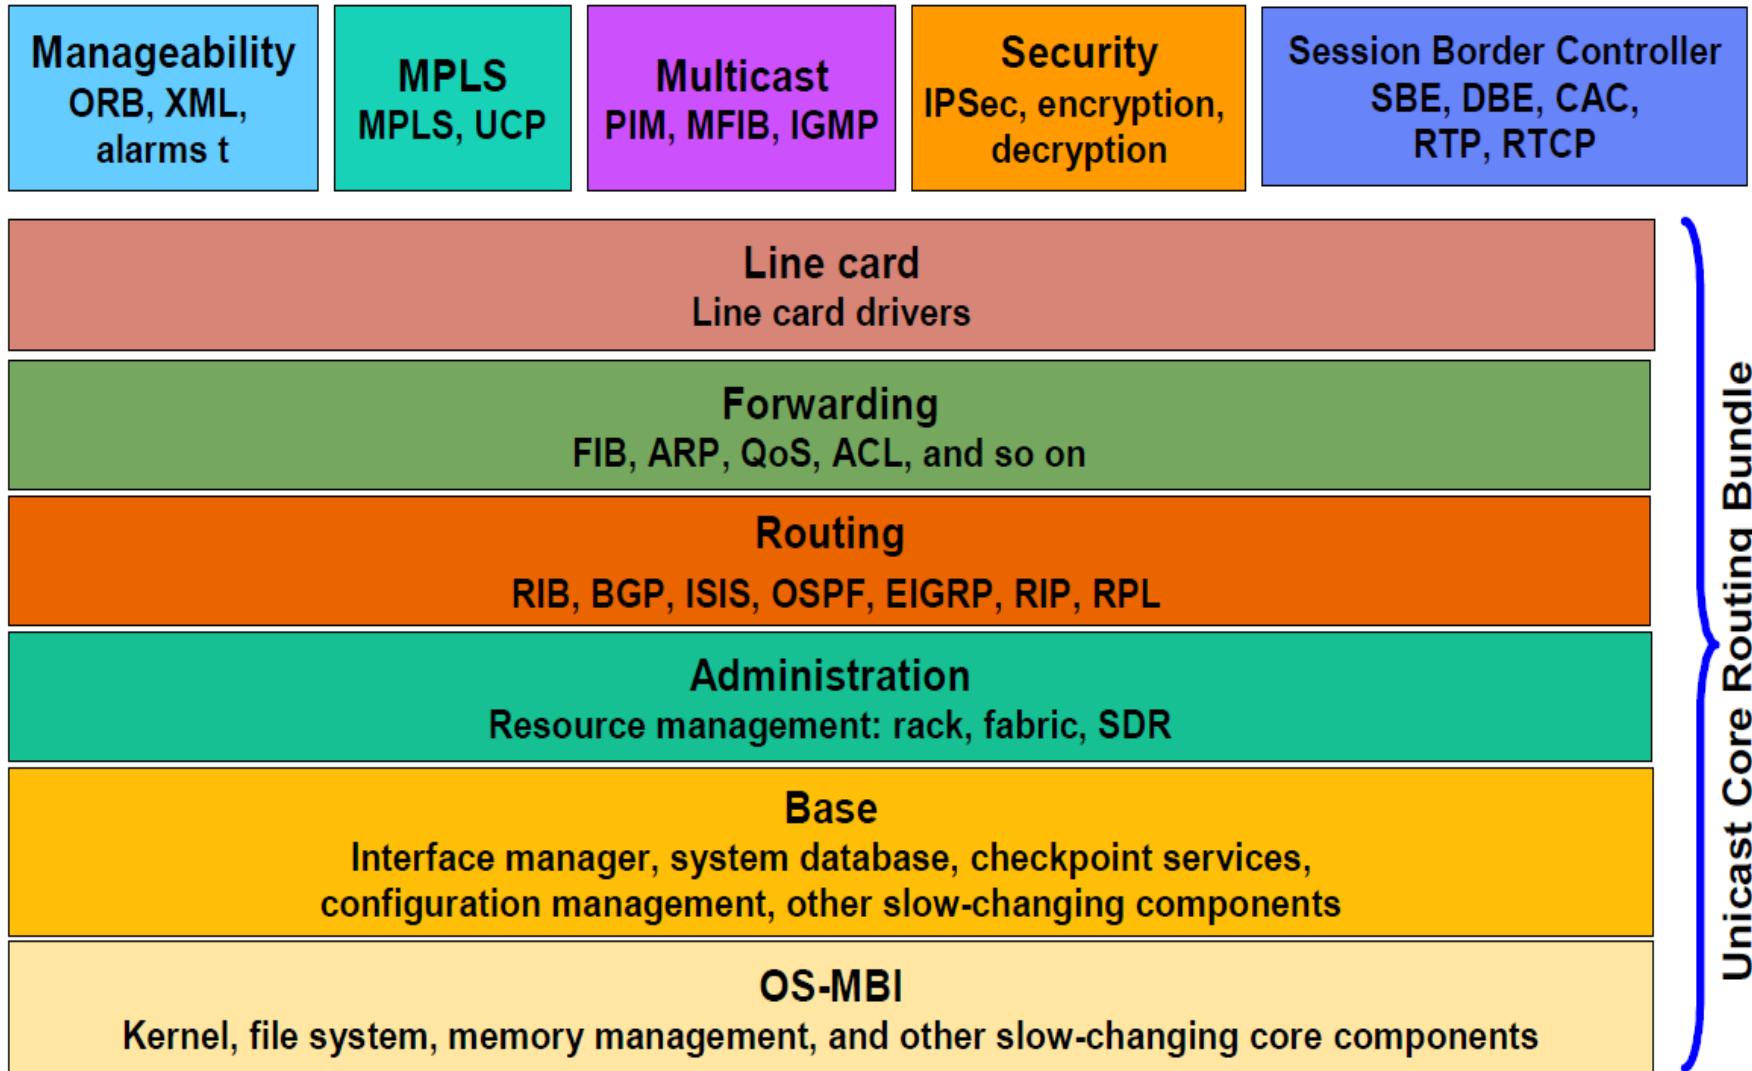 Manageability
ORB, XML,
alarms t
MPLS
MPLS, UCP
Multicast
PIM, MFIB, IGMP
Security
IPSec, encryption,
decryption
Session Border Controller
SBE, DBE, CAC,
RTP, RTCP
Line card
Line card drivers
Forwarding
FIB, ARP, QoS, ACL, and so on
Routing
RIB, BGP, ISIS, OSPF, EIGRP, RIP, RPL
Administration
Resource management: rack, fabric, SDR
Base
Interface manager, system database, checkpoint services,
configuration management, other slow-changing components
OS-MBI
Kernel, file system, memory management, and other slow-changing core components
Unicast Core Routing Bundle